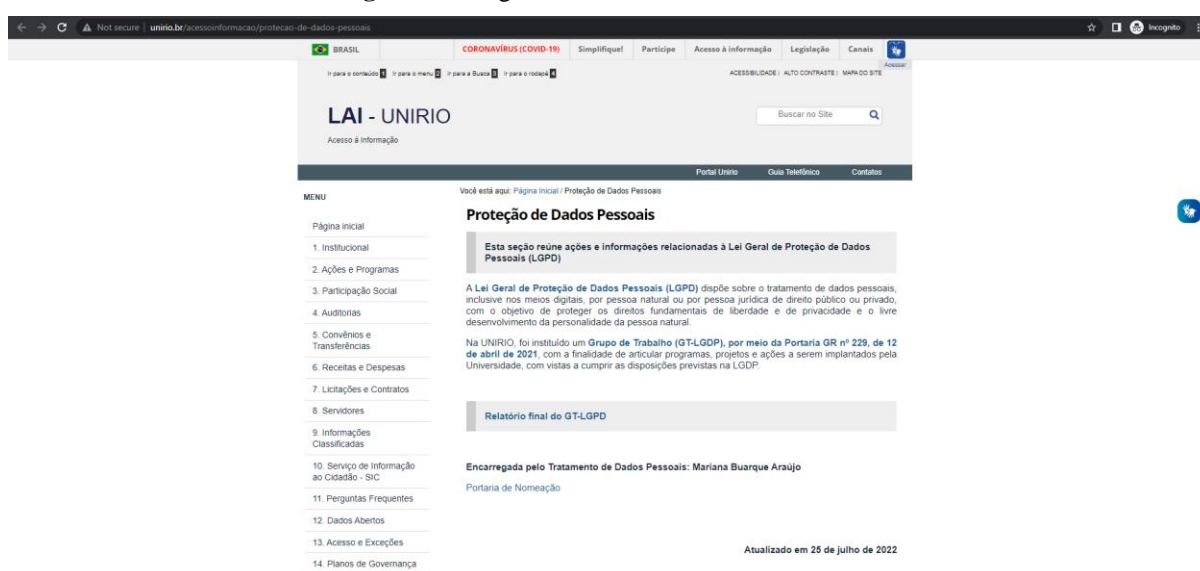 Not secure | unirio.br/acessoinformacao/protecao-de-dados-pessoais
Incognito
BRASIL CORONAVÍRUS (COVID-19) Simplifique! Participe Acesso à informação Legislação Canais
Acessar
Ir para o conteúdo 1 Ir para o menu 2 Ir para a Busca 3 Ir para o rodapé 4 ACESSIBILIDADE | ALTO CONTRASTE | MAPA DO SITE
LAI - UNIRIO
Buscar no Site
Acesso à Informação
Portal Unirio Guia Telefônico Contatos
MENU
Página inicial
1. Institucional
2. Ações e Programas
3. Participação Social
4. Auditorias
5. Convênios e
Transferências
6. Receitas e Despesas
7. Licitações e Contratos
8. Servidores
9. Informações
Classificadas
10. Serviço de Informação
ao Cidadão - SIC
11. Perguntas Frequentes
12. Dados Abertos
13. Acesso e Exceções
14. Planos de Governança
Você está aqui: Página Inicial / Proteção de Dados Pessoais
Proteção de Dados Pessoais
Esta seção reúne ações e informações relacionadas à Lei Geral de Proteção de Dados
Pessoais (LGPD)
A Lei Geral de Proteção de Dados Pessoais (LGPD) dispõe sobre o tratamento de dados pessoais,
inclusive nos meios digitais, por pessoa natural ou por pessoa jurídica de direito público ou privado,
com o objetivo de proteger os direitos fundamentais de liberdade e de privacidade e o livre
desenvolvimento da personalidade da pessoa natural.
Na UNIRIO, foi instituído um Grupo de Trabalho (GT-LGDP), por meio da Portaria GR nº 229, de 12
de abril de 2021, com a finalidade de articular programas, projetos e ações a serem implantados pela
Universidade, com vistas a cumprir as disposições previstas na LGDP.
Relatório final do GT-LGPD
Encarregada pelo Tratamento de Dados Pessoais: Mariana Buarque Araújo
Portaria de Nomeação
Atualizado em 25 de julho de 2022